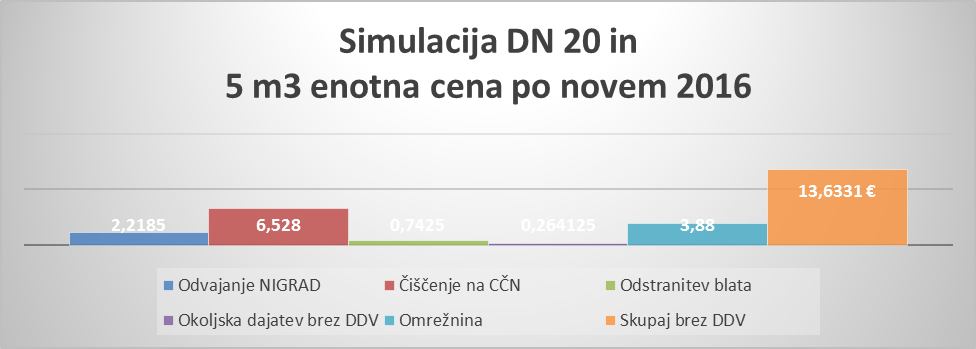 Simulacija DN 20 in
5 m3 enotna cena po novem 2016
13,6331 €
2,2185 6,528 0,7425 0,264125 3,88
Odvajanje NIGRAD Čiščenje na CČN Odstranitev blata
Okoljska dajatev brez DDV Omrežnina Skupaj brez DDV